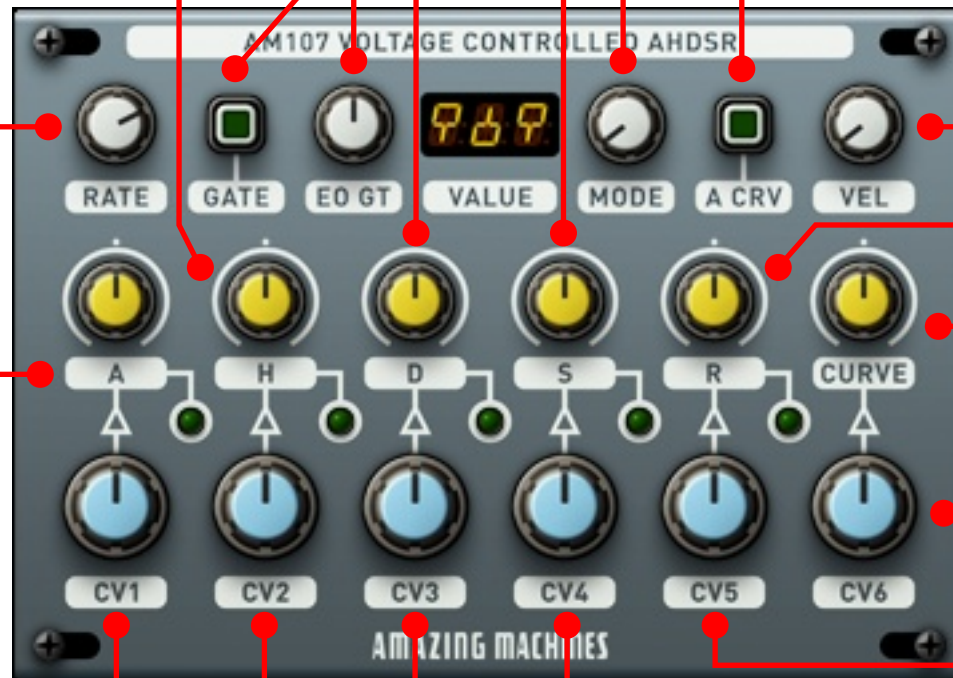 AM107 VOLTAGE CONTROLLED AHDSR
RATE GATE EO GT VALUE MODE A CRV VEL
A H D S R CURVE
CV1 CV2 CV3 CV4 CV5 CV6
AMAZING MACHINES